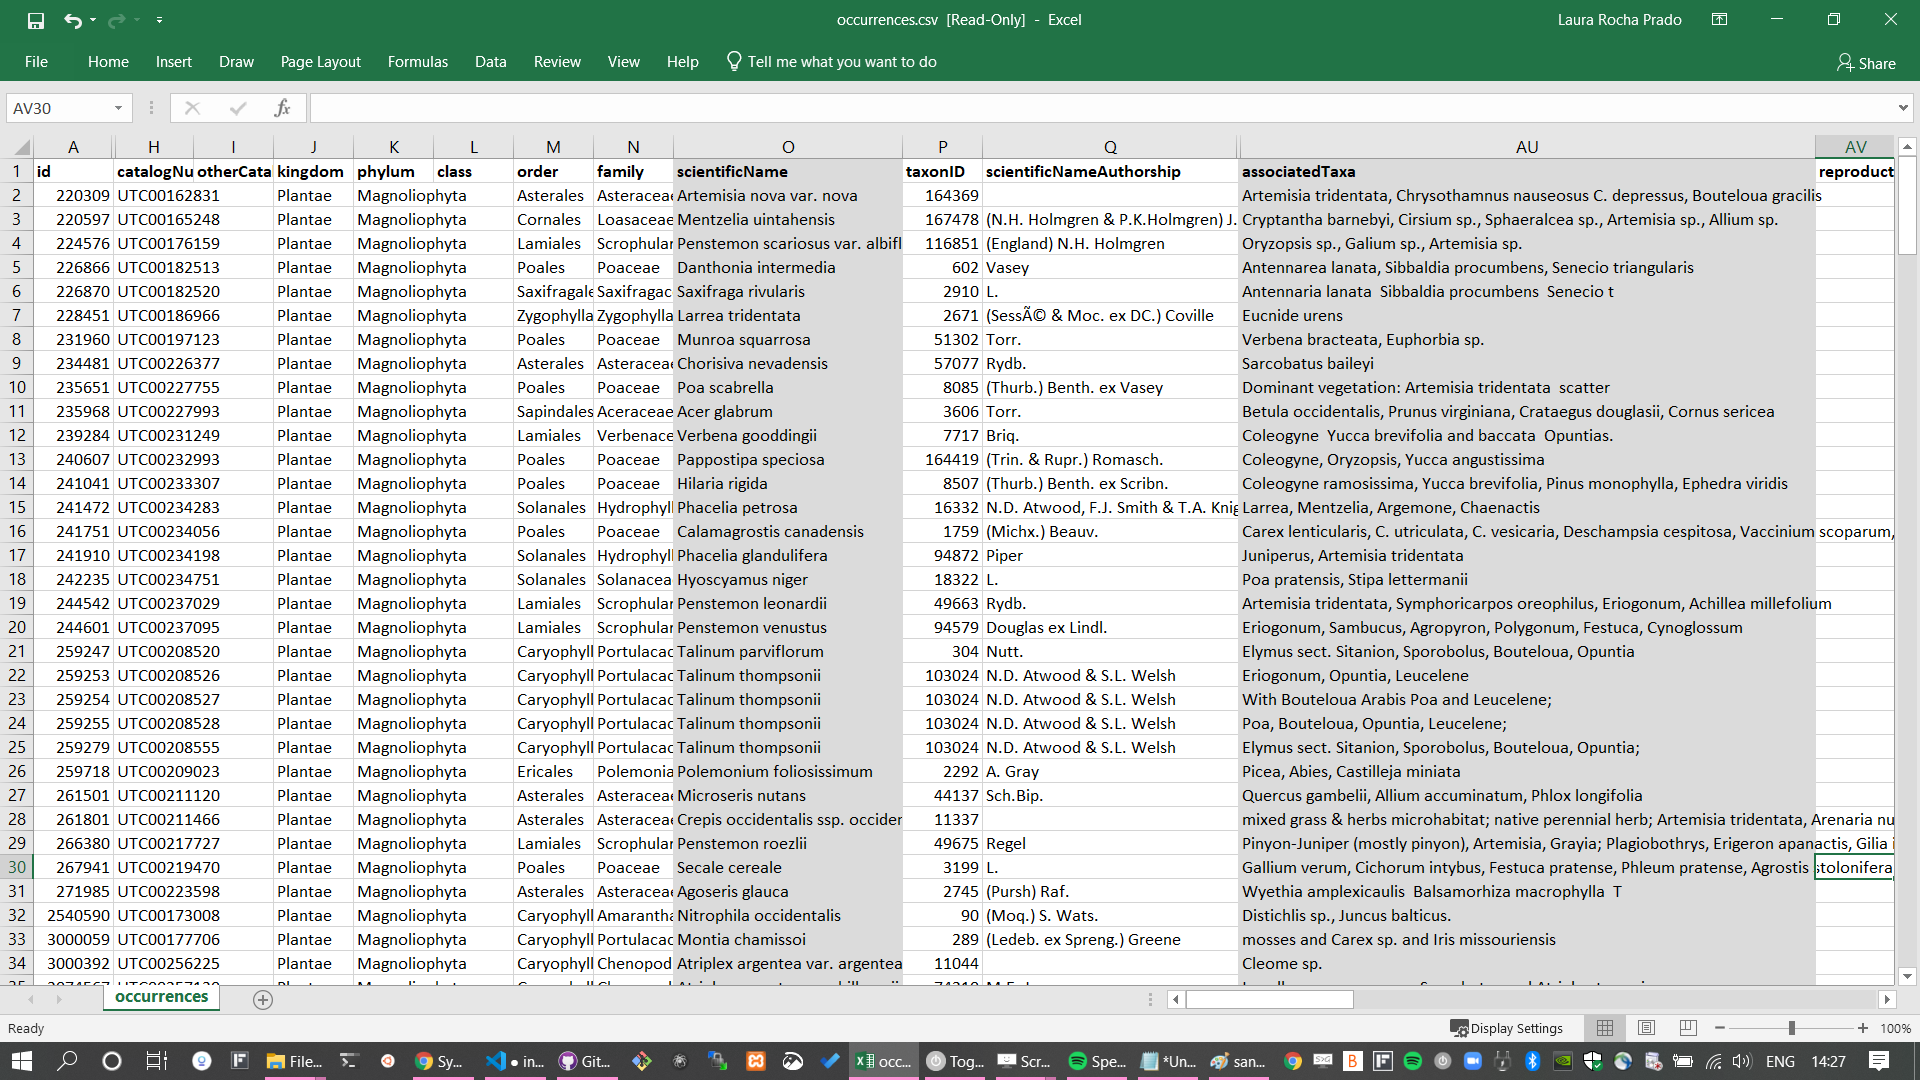 occurrences.csv [Read-Only] - Excel
Laura Rocha Prado
File Home Insert Draw Page Layout Formulas Data Review View Help Tell me what you want to do Share
AV30 fx
A H I J K L M N O P Q AU AV
1 id catalogNu otherCata kingdom phylum class order family scientificName taxonID scientificNameAuthorship associatedTaxa reproduct
2 220309 UTC00162831 Plantae Magnoliophyta Asterales Asteracea Artemisia nova var. nova 164369 Artemisia tridentata, Chrysothamnus nauseosus C. depressus, Bouteloua gracilis
3 220597 UTC00165248 Plantae Magnoliophyta Cornales Loasaceae Mentzelia uintahensis 167478 (N.H. Holmgren & P.K.Holmgren) J. Cryptantha barnebyi, Cirsium sp., Sphaeralcea sp., Artemisia sp., Allium sp.
4 224576 UTC00176159 Plantae Magnoliophyta Lamiales Scrophular Penstemon scariosus var. albifl 116851 (England) N.H. Holmgren Oryzopsis sp., Galium sp., Artemisia sp.
5 226866 UTC00182513 Plantae Magnoliophyta Poales Poaceae Danthonia intermedia 602 Vasey Antennarea lanata, Sibbaldia procumbens, Senecio triangularis
6 226870 UTC00182520 Plantae Magnoliophyta Saxifragale Saxifragac Saxifraga rivularis 2910 L. Antennaria lanata  Sibbaldia procumbens  Senecio t
7 228451 UTC00186966 Plantae Magnoliophyta Zygophylla Zygophylla Larrea tridentata 2671 (SessÃ© & Moc. ex DC.) Coville Eucnide urens
8 231960 UTC00197123 Plantae Magnoliophyta Poales Poaceae Munroa squarrosa 51302 Torr. Verbena bracteata, Euphorbia sp.
9 234481 UTC00226377 Plantae Magnoliophyta Asterales Asteracea Chorisiva nevadensis 57077 Rydb. Sarcobatus baileyi
10 235651 UTC00227755 Plantae Magnoliophyta Poales Poaceae Poa scabrella 8085 (Thurb.) Benth. ex Vasey Dominant vegetation: Artemisia tridentata  scatter
11 235968 UTC00227993 Plantae Magnoliophyta Sapindales Aceraceae Acer glabrum 3606 Torr. Betula occidentalis, Prunus virginiana, Crataegus douglasii, Cornus sericea
12 239284 UTC00231249 Plantae Magnoliophyta Lamiales Verbenace Verbena gooddingii 7717 Briq. Coleogyne  Yucca brevifolia and baccata  Opuntias.
13 240607 UTC00232993 Plantae Magnoliophyta Poales Poaceae Pappostipa speciosa 164419 (Trin. & Rupr.) Romasch. Coleogyne, Oryzopsis, Yucca angustissima
14 241041 UTC00233307 Plantae Magnoliophyta Poales Poaceae Hilaria rigida 8507 (Thurb.) Benth. ex Scribn. Coleogyne ramosissima, Yucca brevifolia, Pinus monophylla, Ephedra viridis
15 241472 UTC00234283 Plantae Magnoliophyta Solanales Hydrophyll Phacelia petrosa 16332 N.D. Atwood, F.J. Smith & T.A. Knig Larrea, Mentzelia, Argemone, Chaenactis
16 241751 UTC00234056 Plantae Magnoliophyta Poales Poaceae Calamagrostis canadensis 1759 (Michx.) Beauv. Carex lenticularis, C. utriculata, C. vesicaria, Deschampsia cespitosa, Vaccinium scoparum,
17 241910 UTC00234198 Plantae Magnoliophyta Solanales Hydrophyll Phacelia glandulifera 94872 Piper Juniperus, Artemisia tridentata
18 242235 UTC00234751 Plantae Magnoliophyta Solanales Solanacea Hyoscyamus niger 18322 L. Poa pratensis, Stipa lettermanii
19 244542 UTC00237029 Plantae Magnoliophyta Lamiales Scrophular Penstemon leonardii 49663 Rydb. Artemisia tridentata, Symphoricarpos oreophilus, Eriogonum, Achillea millefolium
20 244601 UTC00237095 Plantae Magnoliophyta Lamiales Scrophular Penstemon venustus 94579 Douglas ex Lindl. Eriogonum, Sambucus, Agropyron, Polygonum, Festuca, Cynoglossum
21 259247 UTC00208520 Plantae Magnoliophyta Caryophyll Portulacac Talinum parviflorum 304 Nutt. Elymus sect. Sitanion, Sporobolus, Bouteloua, Opuntia
22 259253 UTC00208526 Plantae Magnoliophyta Caryophyll Portulacac Talinum thompsonii 103024 N.D. Atwood & S.L. Welsh Eriogonum, Opuntia, Leucelene
23 259254 UTC00208527 Plantae Magnoliophyta Caryophyll Portulacac Talinum thompsonii 103024 N.D. Atwood & S.L. Welsh With Bouteloua Arabis Poa and Leucelene;
24 259255 UTC00208528 Plantae Magnoliophyta Caryophyll Portulacac Talinum thompsonii 103024 N.D. Atwood & S.L. Welsh Poa, Bouteloua, Opuntia, Leucelene;
25 259279 UTC00208555 Plantae Magnoliophyta Caryophyll Portulacac Talinum thompsonii 103024 N.D. Atwood & S.L. Welsh Elymus sect. Sitanion, Sporobolus, Bouteloua, Opuntia;
26 259718 UTC00209023 Plantae Magnoliophyta Ericales Polemonia Polemonium foliosissimum 2292 A. Gray Picea, Abies, Castilleja miniata
27 261501 UTC00211120 Plantae Magnoliophyta Asterales Asteracea Microseris nutans 44137 Sch.Bip. Quercus gambelii, Allium accuminatum, Phlox longifolia
28 261801 UTC00211466 Plantae Magnoliophyta Asterales Asteracea Crepis occidentalis ssp. occiden 11337 mixed grass & herbs microhabitat; native perennial herb; Artemisia tridentata, Arenaria nu
29 266380 UTC00217727 Plantae Magnoliophyta Lamiales Scrophular Penstemon roezlii 49675 Regel Pinyon-Juniper (mostly pinyon), Artemisia, Grayia; Plagiobothrys, Erigeron apanactis, Gilia i
30 267941 UTC00219470 Plantae Magnoliophyta Poales Poaceae Secale cereale 3199 L. Gallium verum, Cichorum intybus, Festuca pratense, Phleum pratense, Agrostis stolonifera
31 271985 UTC00223598 Plantae Magnoliophyta Asterales Asteracea Agoseris glauca 2745 (Pursh) Raf. Wyethia amplexicaulis  Balsamorhiza macrophylla  T
32 2540590 UTC00173008 Plantae Magnoliophyta Caryophyll Amarantha Nitrophila occidentalis 90 (Moq.) S. Wats. Distichlis sp., Juncus balticus.
33 3000059 UTC00177706 Plantae Magnoliophyta Caryophyll Portulacac Montia chamissoi 289 (Ledeb. ex Spreng.) Greene mosses and Carex sp. and Iris missouriensis
34 3000392 UTC00256225 Plantae Magnoliophyta Caryophyll Chenopod Atriplex argentea var. argentea 11044 Cleome sp.
occurrences
Ready Display Settings 100%
File... Sy... in... Git... occ... Tog... Scr... Spe... *Un... san... ENG 14:27